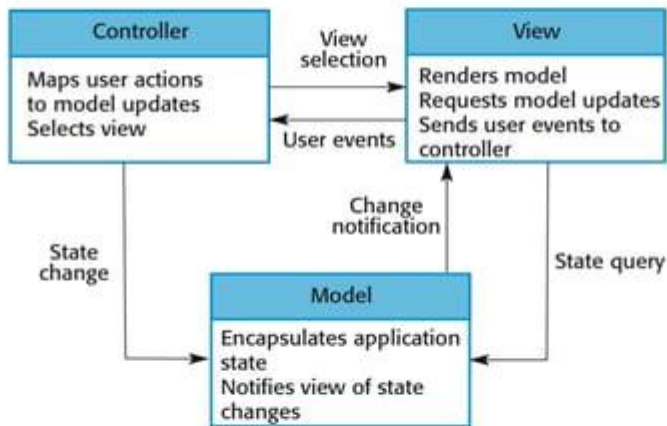 Controller
Maps user actions
to model updates
Selects view
View
selection
User events
View
Renders model
Requests model updates
Sends user events to
controller
State
change
Change
notification
State query
Model
Encapsulates application
state
Notifies view of state
changes